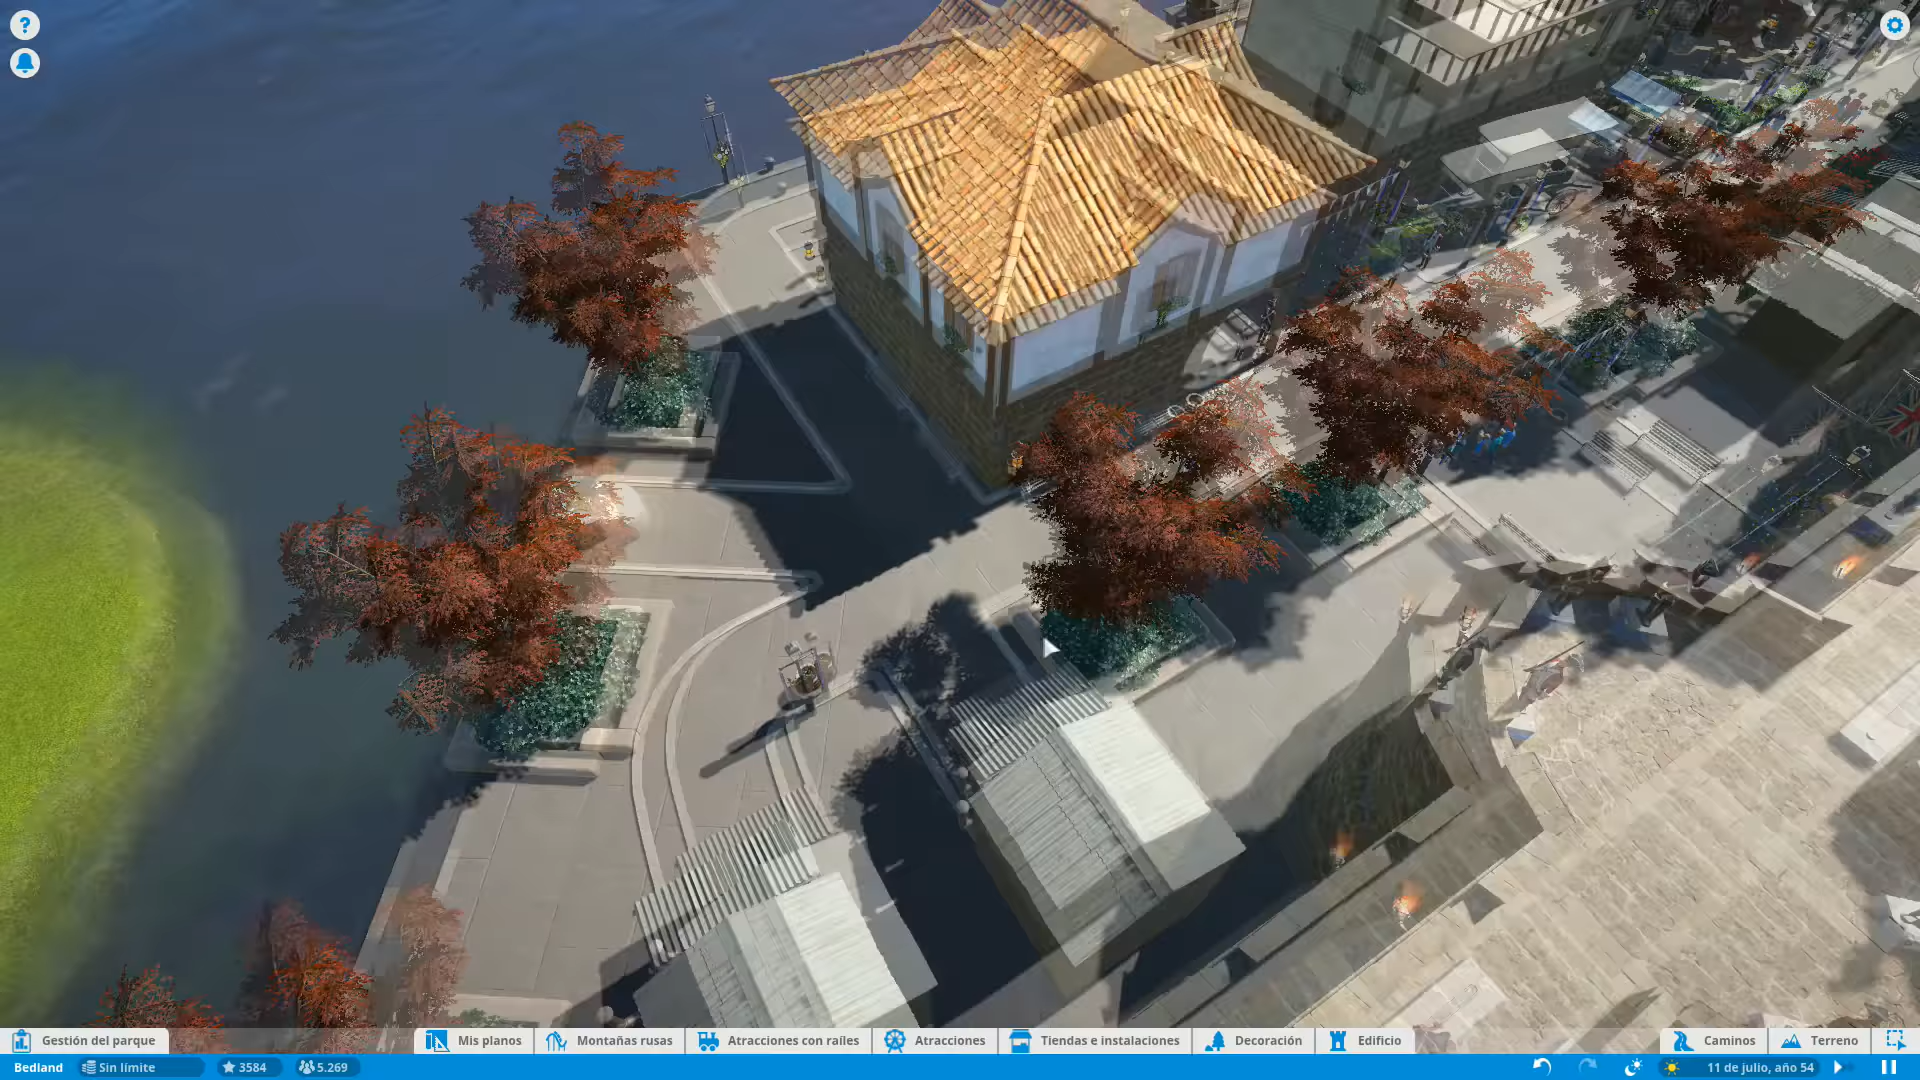 ?
Gestión del parque
Mis planos
Montañas rusas
Atracciones con raíles
Atracciones
Tiendas e instalaciones
Decoración
Edificio
Caminos
Terreno
Bedland
Sin límite
3584
5.269
11 de julio, año 54